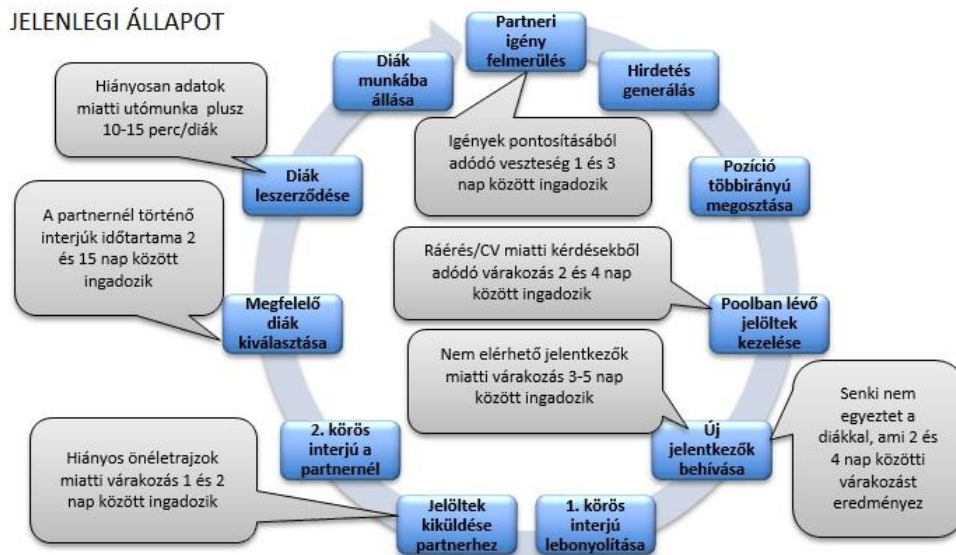 JELENLEGI ÁLLAPOT
Partneri
igény
felmerülés
Hirdetés
generálás
Pozíció
többirányú
megosztása
Poolban lévő
jelöltek
kezelése
Új
jelentkezők
behívása
1. körös
interjú
lebonyolítása
Jelöltek
kiküldése
partnerhez
2. körös
interjú a
partnernél
Megfelelő
diák
kiválasztása
Diák
leszerződése
Diák
munkába
állása
Hiányosan adatok
miatti utómunka plusz
10-15 perc/diák
Igények pontosításából
adódó veszteség 1 és 3
nap között ingadozik
A partnernél történő
interjúk időtartama 2
és 15 nap között
ingadozik
Ráérés/CV miatti kérdésekből
adódó várakozás 2 és 4 nap
között ingadozik
Nem elérhető jelentkezők
miatti várakozás 3-5 nap
között ingadozik
Senki nem
egyeztet a
diákkal, ami 2 és
4 nap közötti
várakozást
eredményez
Hiányos önéletrajzok
miatti várakozás 1 és 2
nap között ingadozik